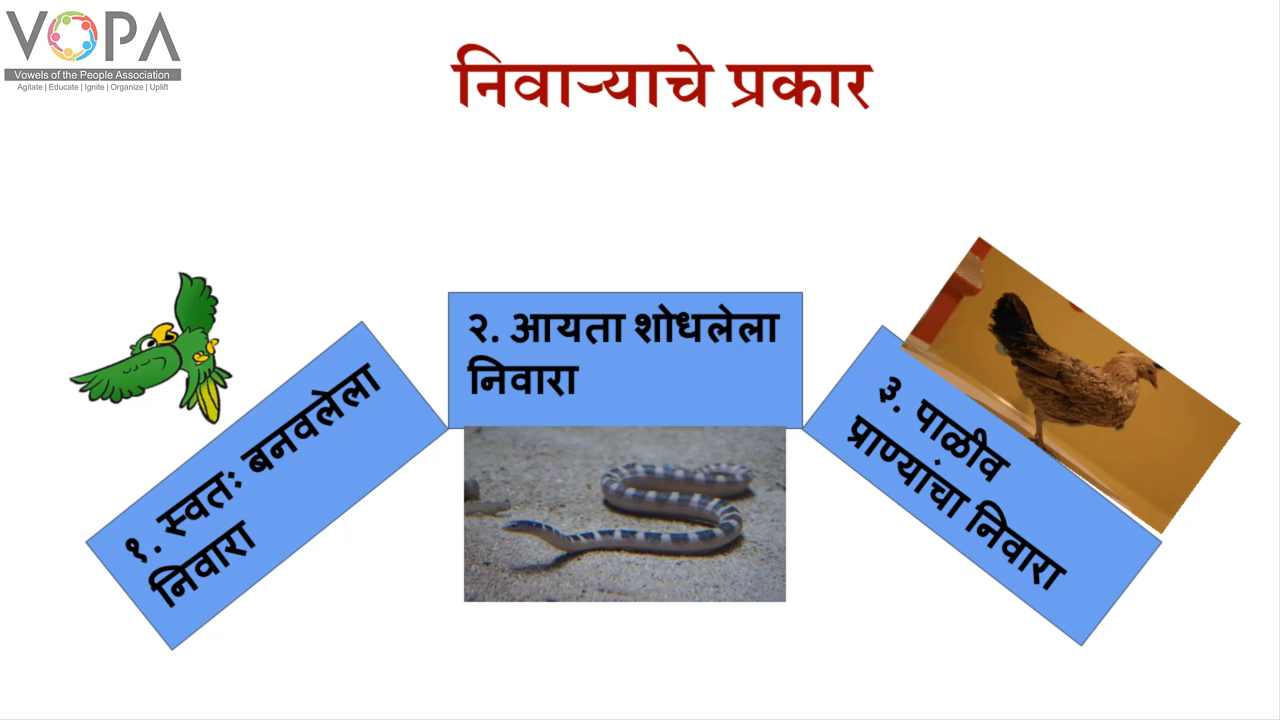 VOPA
Vowels of the People Association
Agitate | Educate | Ignite | Organize | Uplift
निवाऱ्याचे प्रकार
१. स्वतः बनवलेला
निवारा
२. आयता शोधलेला
निवारा
३. पाळीव
प्राण्यांचा निवारा